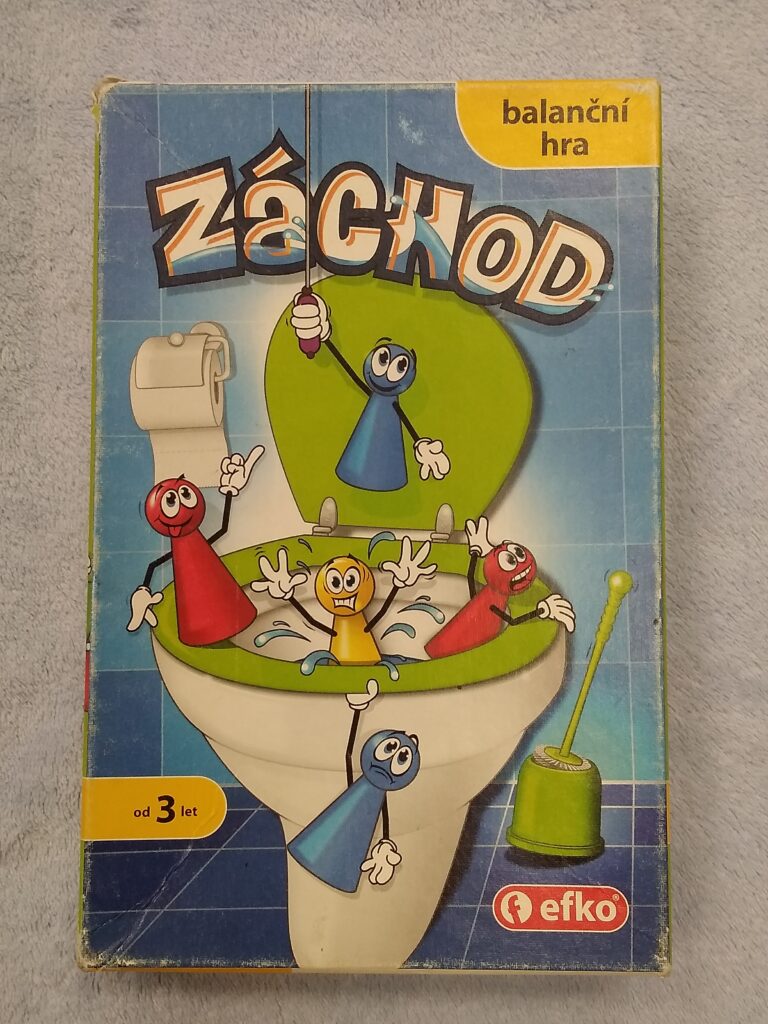 balanční
hra
ZáCHOD
od 3 let
efko